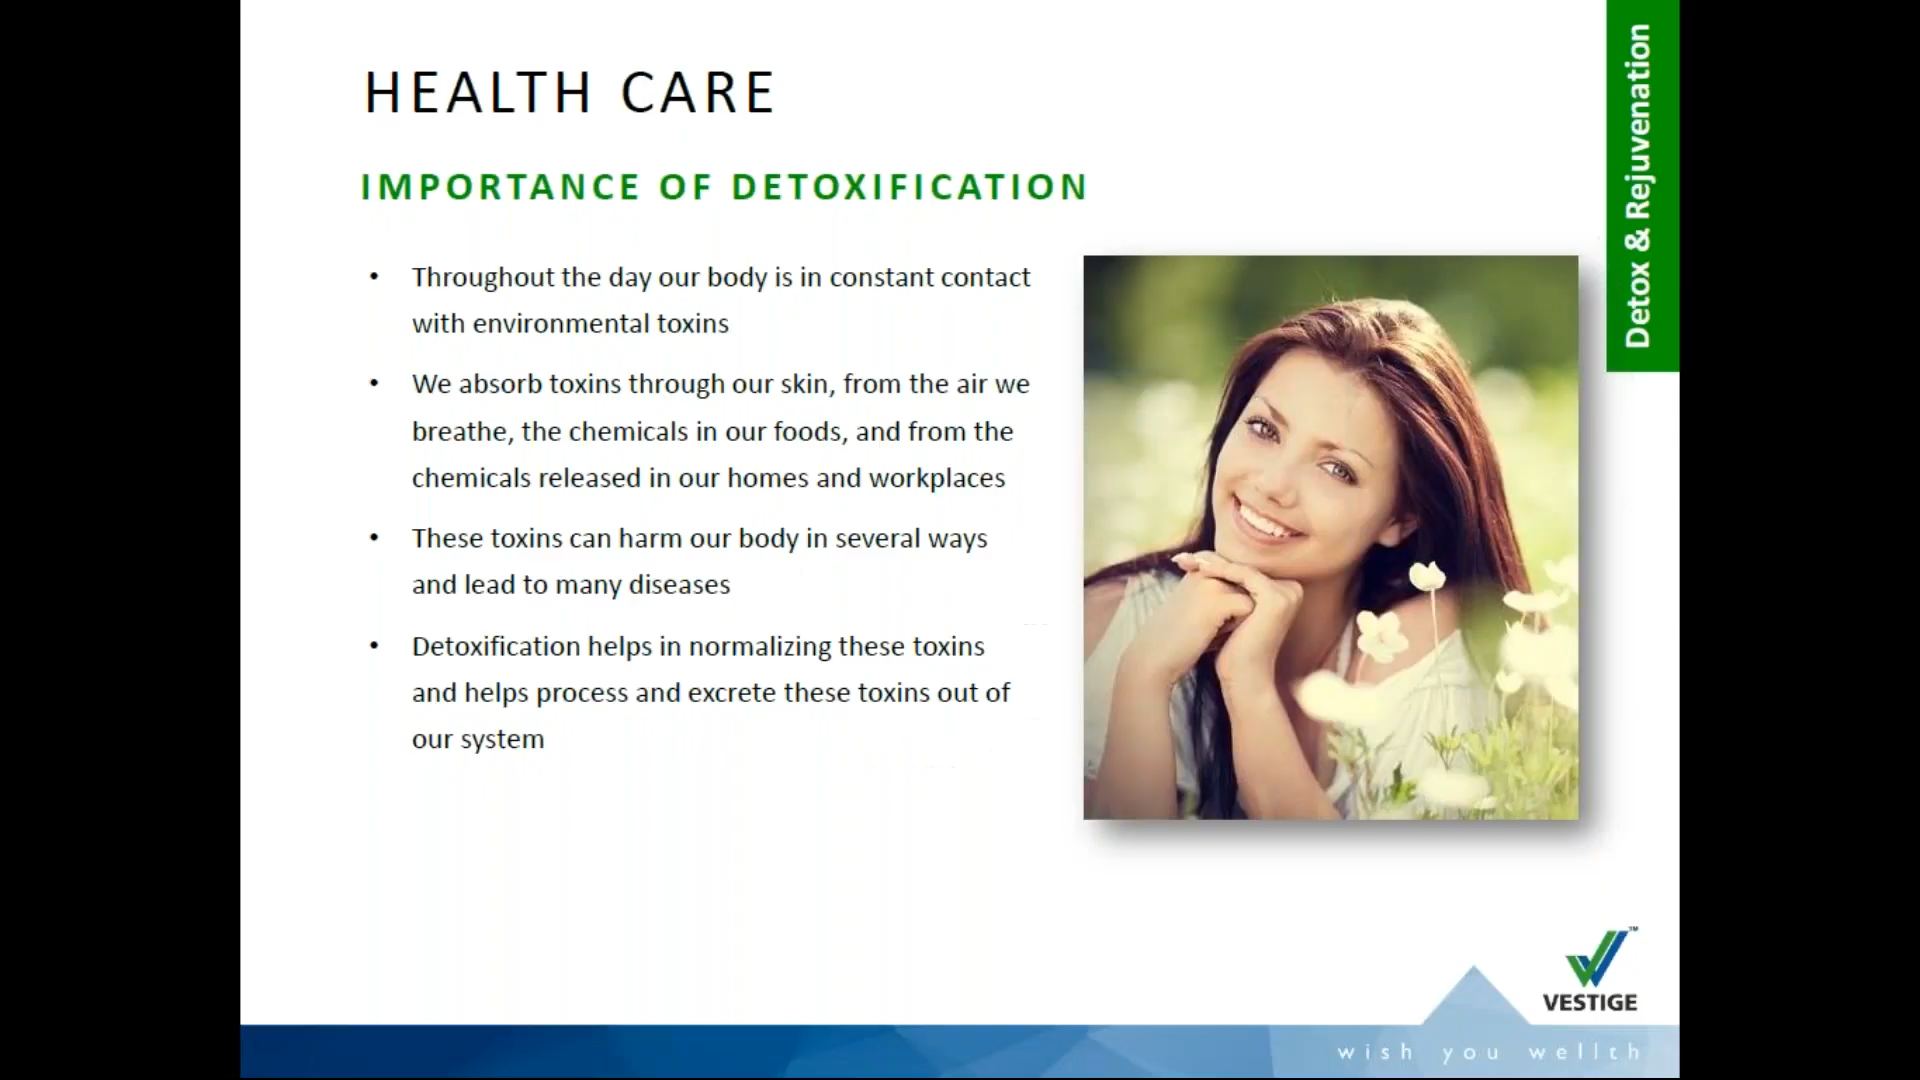 HEALTH CARE
IMPORTANCE OF DETOXIFICATION
• Throughout the day our body is in constant contact
with environmental toxins
• We absorb toxins through our skin, from the air we
breathe, the chemicals in our foods, and from the
chemicals released in our homes and workplaces
• These toxins can harm our body in several ways
and lead to many diseases
• Detoxification helps in normalizing these toxins
and helps process and excrete these toxins out of
our system
Detox & Rejuvenation
TM
VESTIGE
wish you wellth